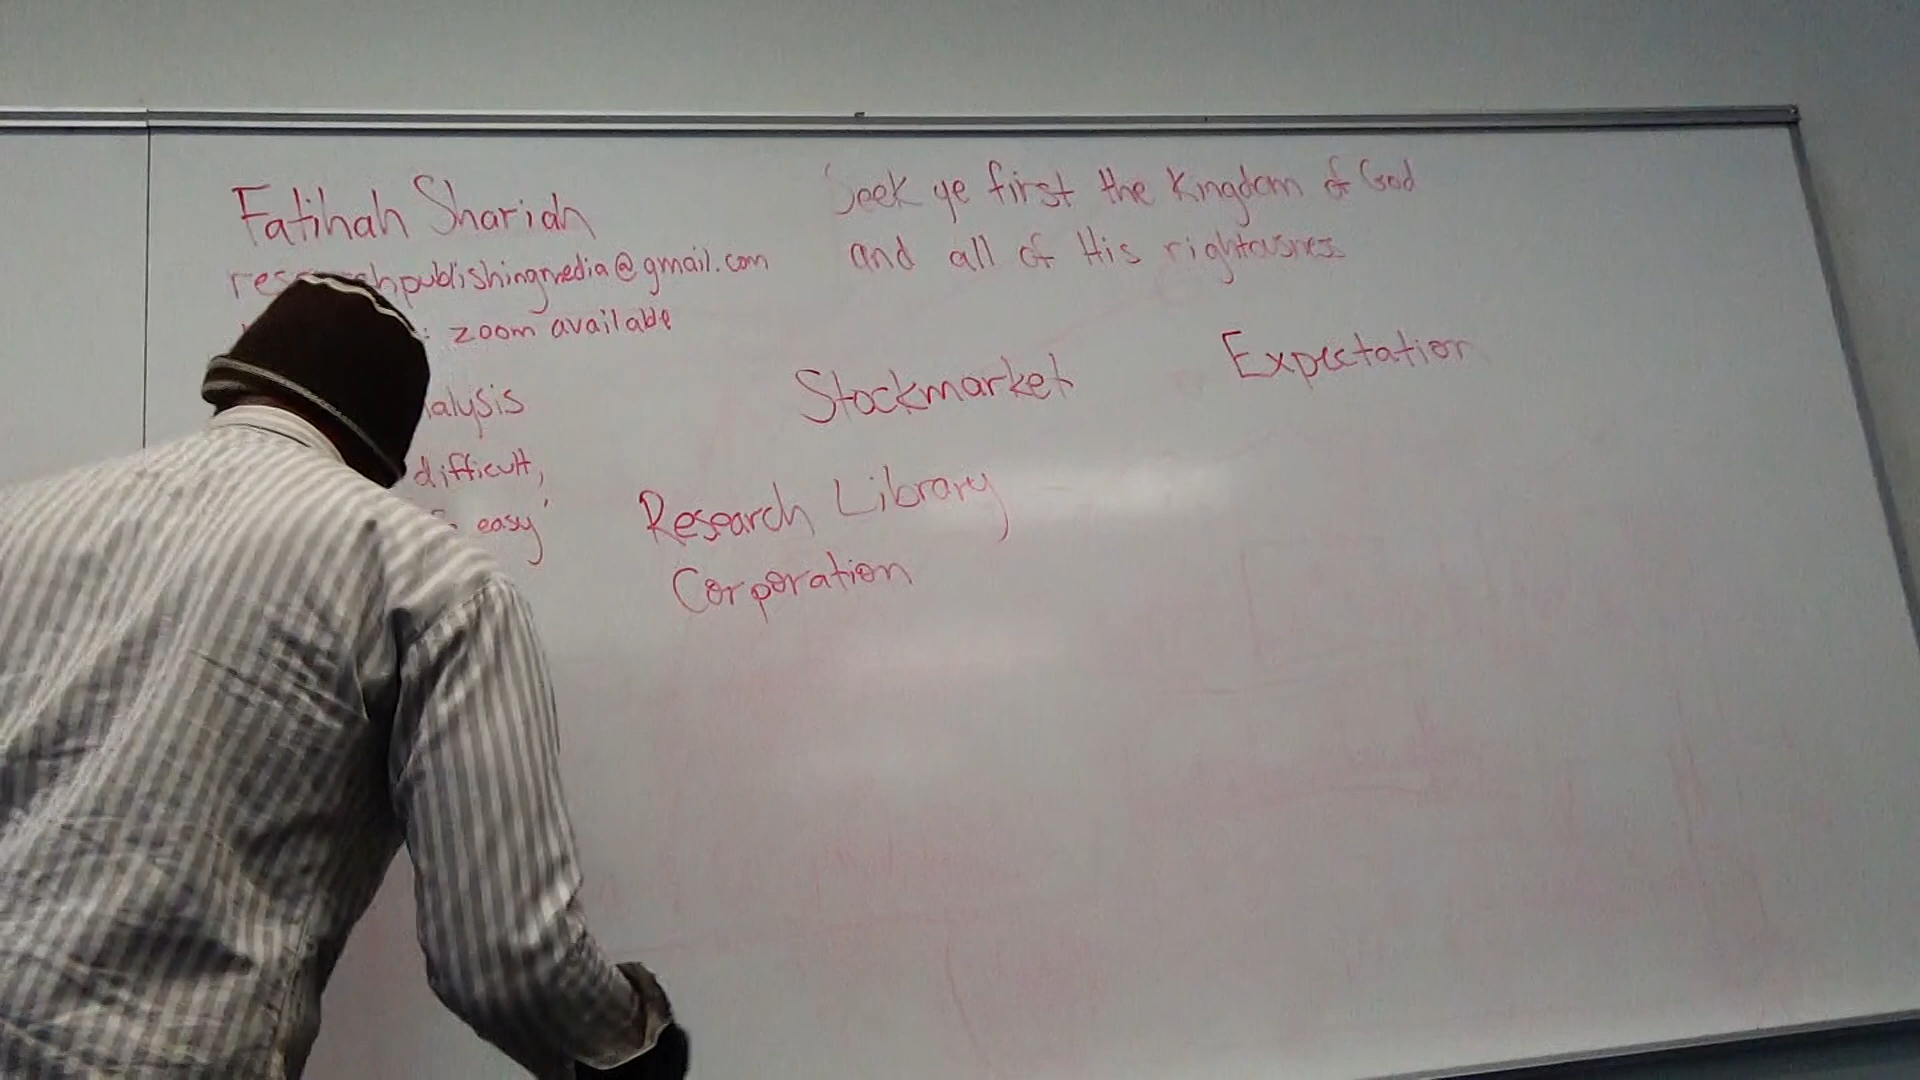 Fatihah Shariah
researchpublishingmedia@gmail.com
: zoom available
alysis
difficult,
easy'
Seek ye first the Kingdom of God
and all of His rightousness
Stockmarket
Expectation
Research Library
Corporation